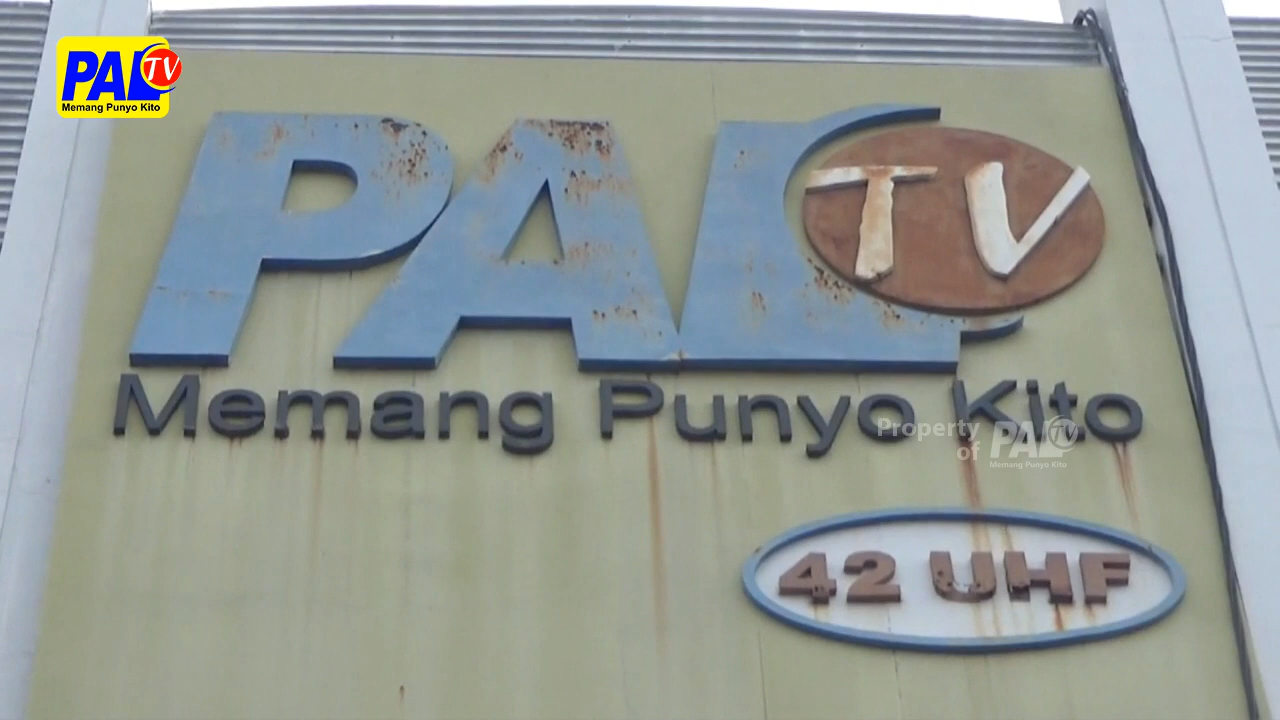 PAL TV
Memang Punyo Kito
PAL TV
Memang Punyo Kito
Property of PAL TV
Memang Punyo Kito
42 UHF